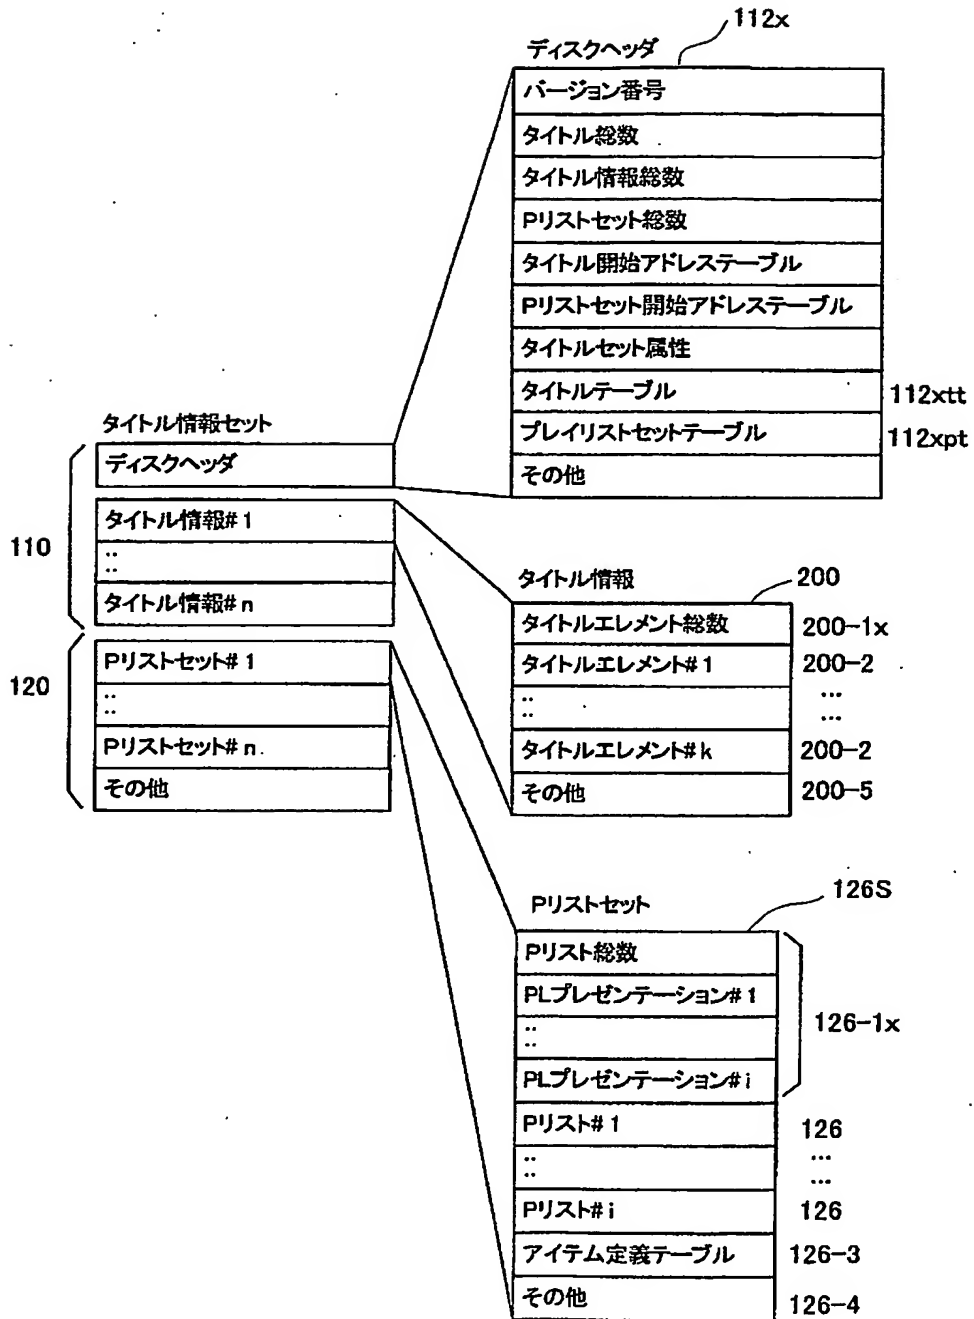 112x
ディスクヘッダ
バージョン番号
タイトル総数
タイトル情報総数
Pリストセット総数
タイトル開始アドレステーブル
Pリストセット開始アドレステーブル
タイトルセット属性
タイトルテーブル 112xtt
プレイリストセットテーブル 112xpt
その他
タイトル情報セット
ディスクヘッダ
110
タイトル情報#1
::
タイトル情報#n
120
Pリストセット#1
::
Pリストセット#n
その他
タイトル情報 200
タイトルエレメント総数 200-1x
タイトルエレメント#1 200-2
:: ...
...
タイトルエレメント#k 200-2
その他 200-5
Pリストセット 126S
Pリスト総数
PLプレゼンテーション#1
::
126-1x
PLプレゼンテーション#i
Pリスト#1 126
:: ...
...
Pリスト#i 126
アイテム定義テーブル 126-3
その他 126-4